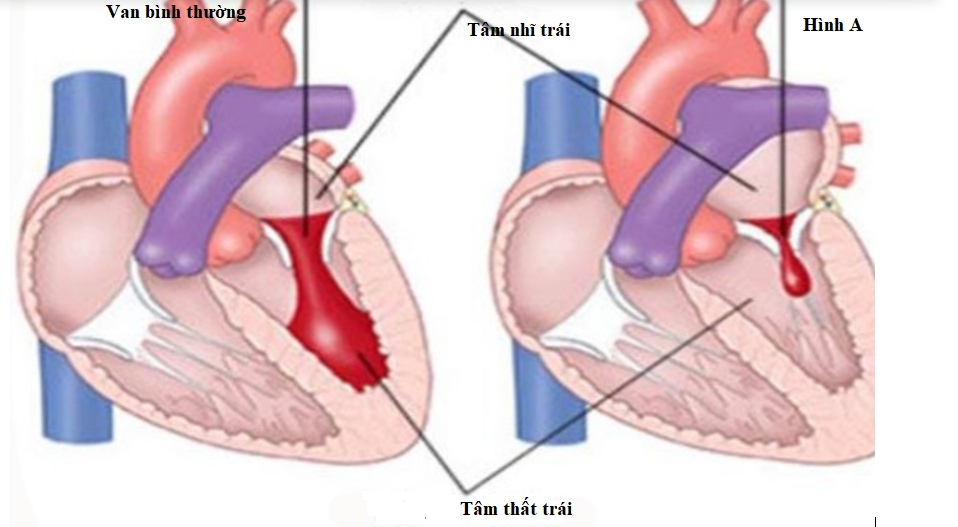 Van bình thường
Tâm nhĩ trái
Hình A
Tâm thất trái